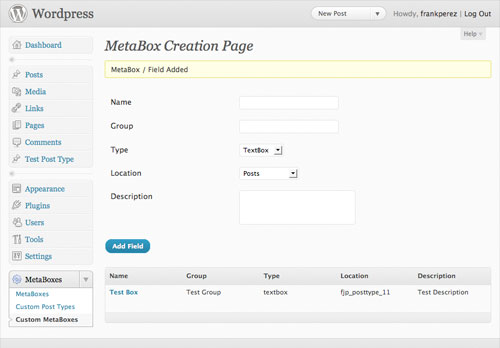 Wordpress
New Post
Howdy, frankperez | Log Out
Help
Dashboard
Posts
Media
Links
Pages
Comments
Test Post Type
Appearance
Plugins
Users
Tools
Settings
MetaBoxes
MetaBoxes
Custom Post Types
Custom MetaBoxes
MetaBox Creation Page
MetaBox / Field Added
Name
Group
Type TextBox
Location Posts
Description
Add Field
Name Group Type Location Description
Test Box Test Group textbox fjp_posttype_11 Test Description